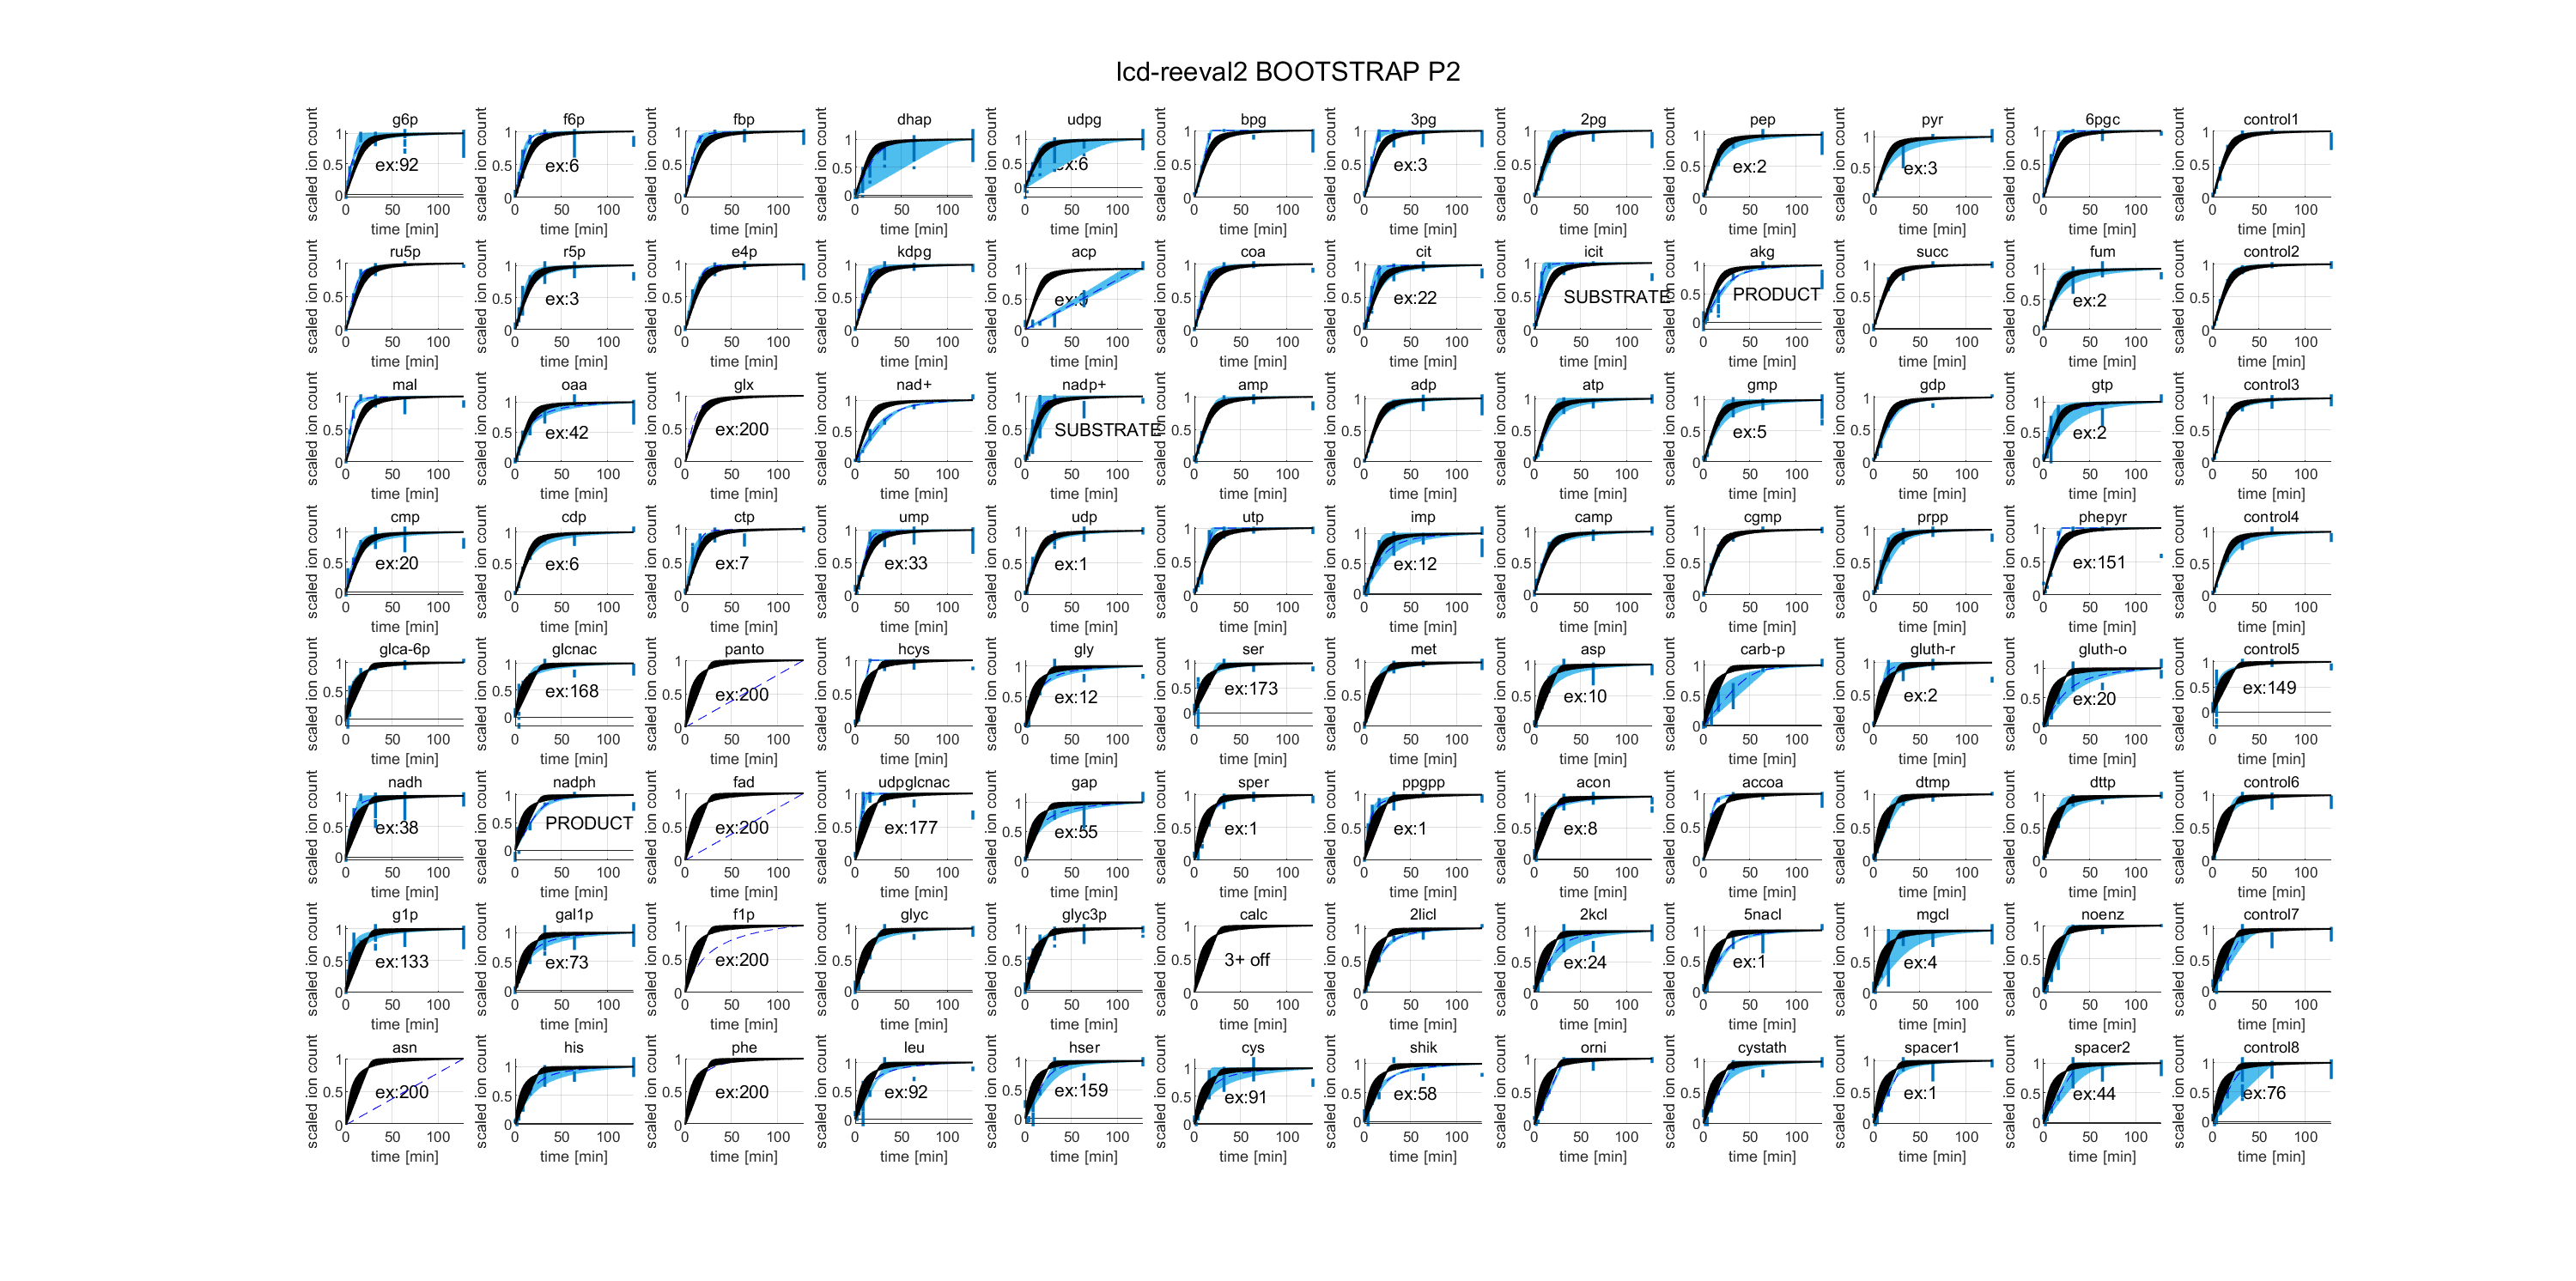 lcd-reeval2 BOOTSTRAP P2
g6p f6p fbp dhap udpg bpg 3pg 2pg pep pyr 6pgc control1
ex:92 ex:6 ex:6 ex:3 ex:2 ex:3
ru5p r5p e4p kdpg acp coa cit icit akg succ fum control2
ex:3 ex:22 SUBSTRATE PRODUCT ex:2
mal oaa glx nad+ nadp+ amp adp atp gmp gdp gtp control3
ex:42 ex:200 SUBSTRATE ex:5 ex:2
cmp cdp ctp ump udp utp imp camp cgmp prpp phepyr control4
ex:20 ex:6 ex:7 ex:33 ex:1 ex:12 ex:151
glca-6p glcnac panto hcys gly ser met asp carb-p gluth-r gluth-o control5
ex:168 ex:200 ex:12 ex:173 ex:10 ex:2 ex:20 ex:149
nadh nadph fad udpglcnac gap sper ppgpp acon accoa dtmp dttp control6
ex:38 PRODUCT ex:200 ex:177 ex:55 ex:1 ex:1 ex:8
g1p gal1p f1p glyc glyc3p calc 2licl 2kcl 5nacl mgcl noenz control7
ex:133 ex:73 ex:200 3+ off ex:24 ex:1 ex:4
asn his phe leu hser cys shik orni cystath spacer1 spacer2 control8
ex:200 ex:200 ex:92 ex:159 ex:91 ex:58 ex:1 ex:44 ex:76
scaled ion count
time [min]
0 50 100
0 0.5 1